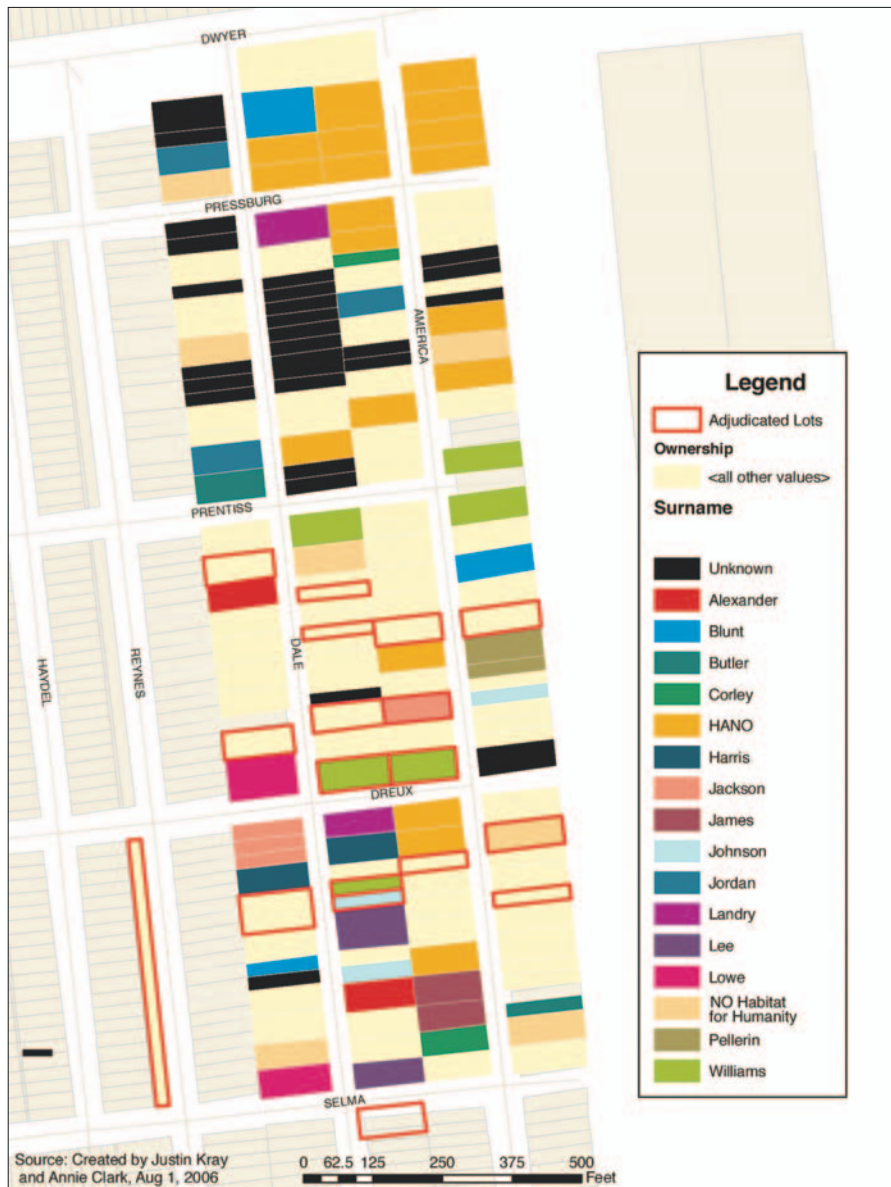 DWYER
PRESSBURG
AMERICA
PRENTISS
HAYDEL
REYNES
DALE
DREUX
SELMA
Legend
Adjudicated Lots
Ownership
<all other values>
Surname
Unknown
Alexander
Blunt
Butler
Corley
HANO
Harris
Jackson
James
Johnson
Jordan
Landry
Lee
Lowe
NO Habitat
for Humanity
Pellerin
Williams
Source: Created by Justin Kray
and Annie Clark, Aug 1, 2006
0 62.5 125 250 375 500
Feet